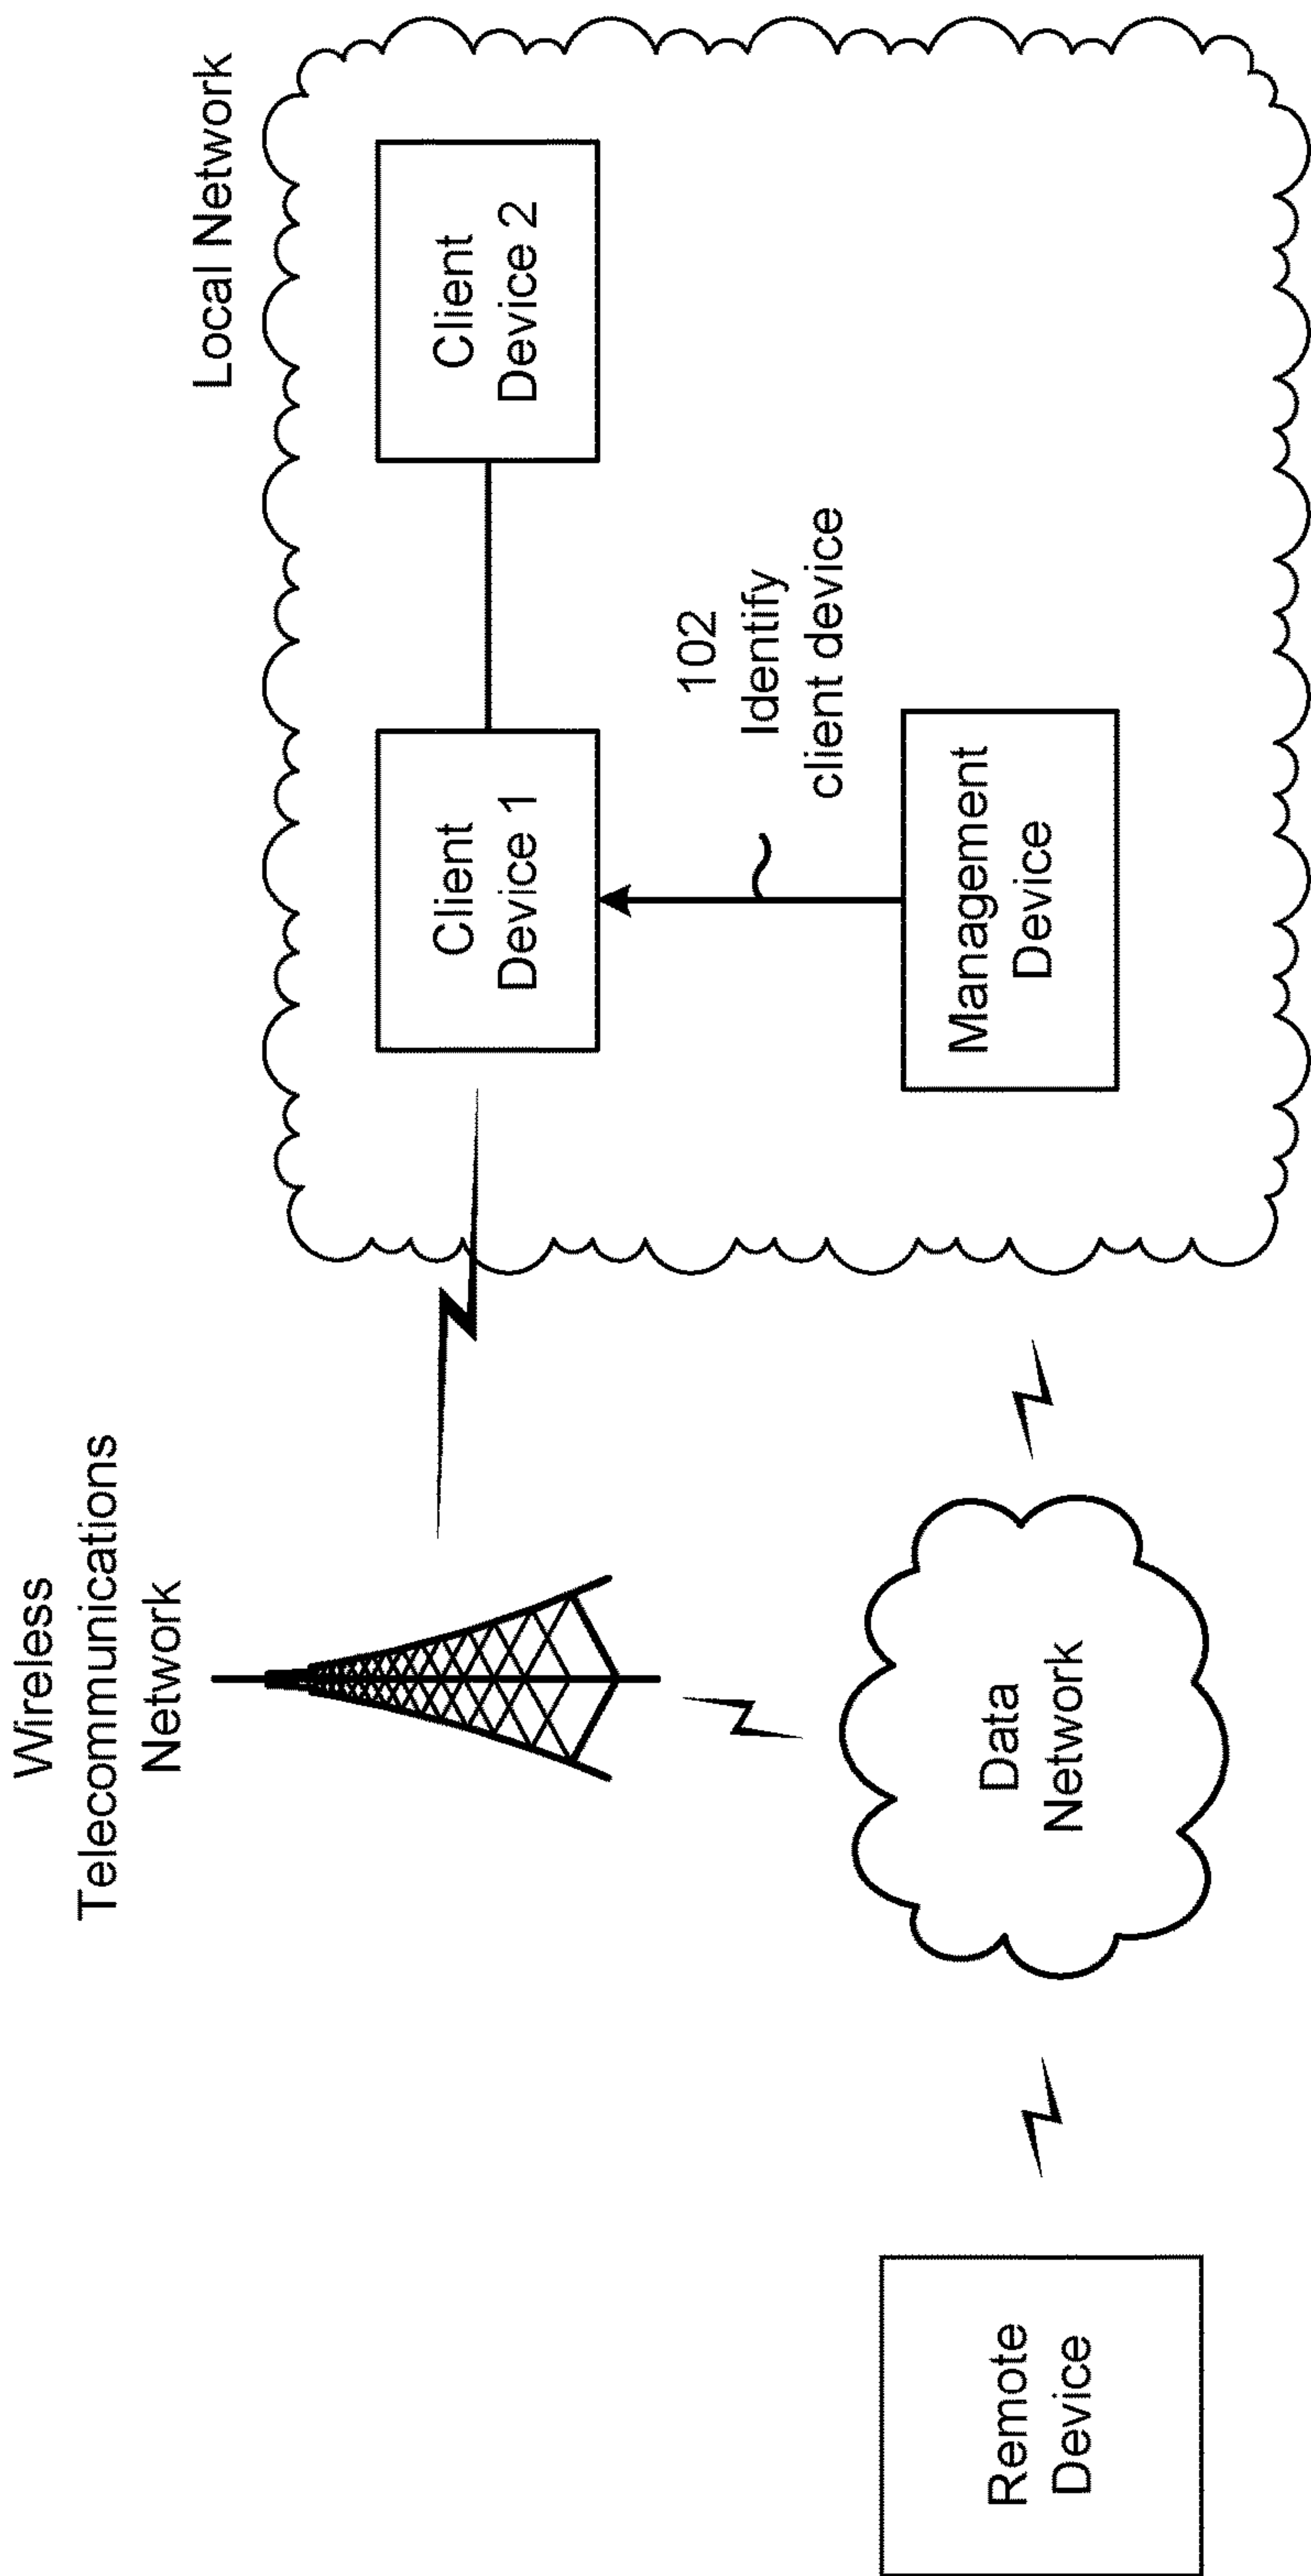 Wireless
Telecommunications
Network
Local Network
Client
Device 1
Client
Device 2
102
Identify
client device
Management
Device
Data
Network
Remote
Device